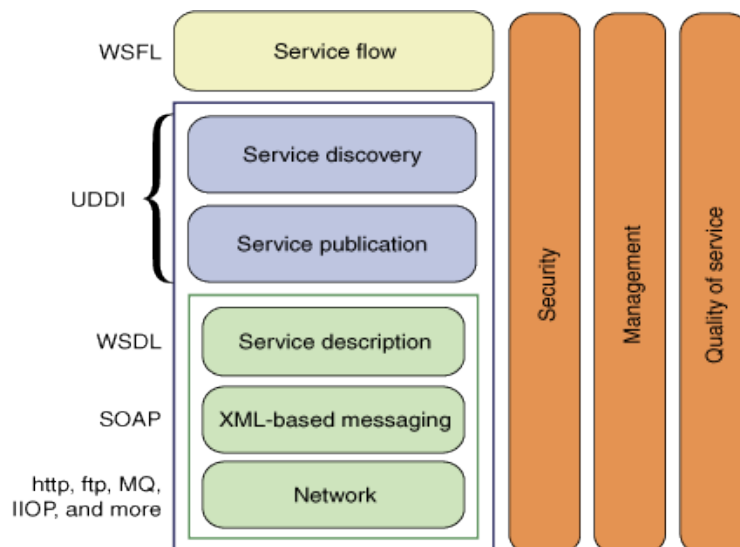 WSFL
Service flow
UDDI
Service discovery
Service publication
WSDL
Service description
SOAP
XML-based messaging
http, ftp, MQ,
IIOP, and more
Network
Security
Management
Quality of service